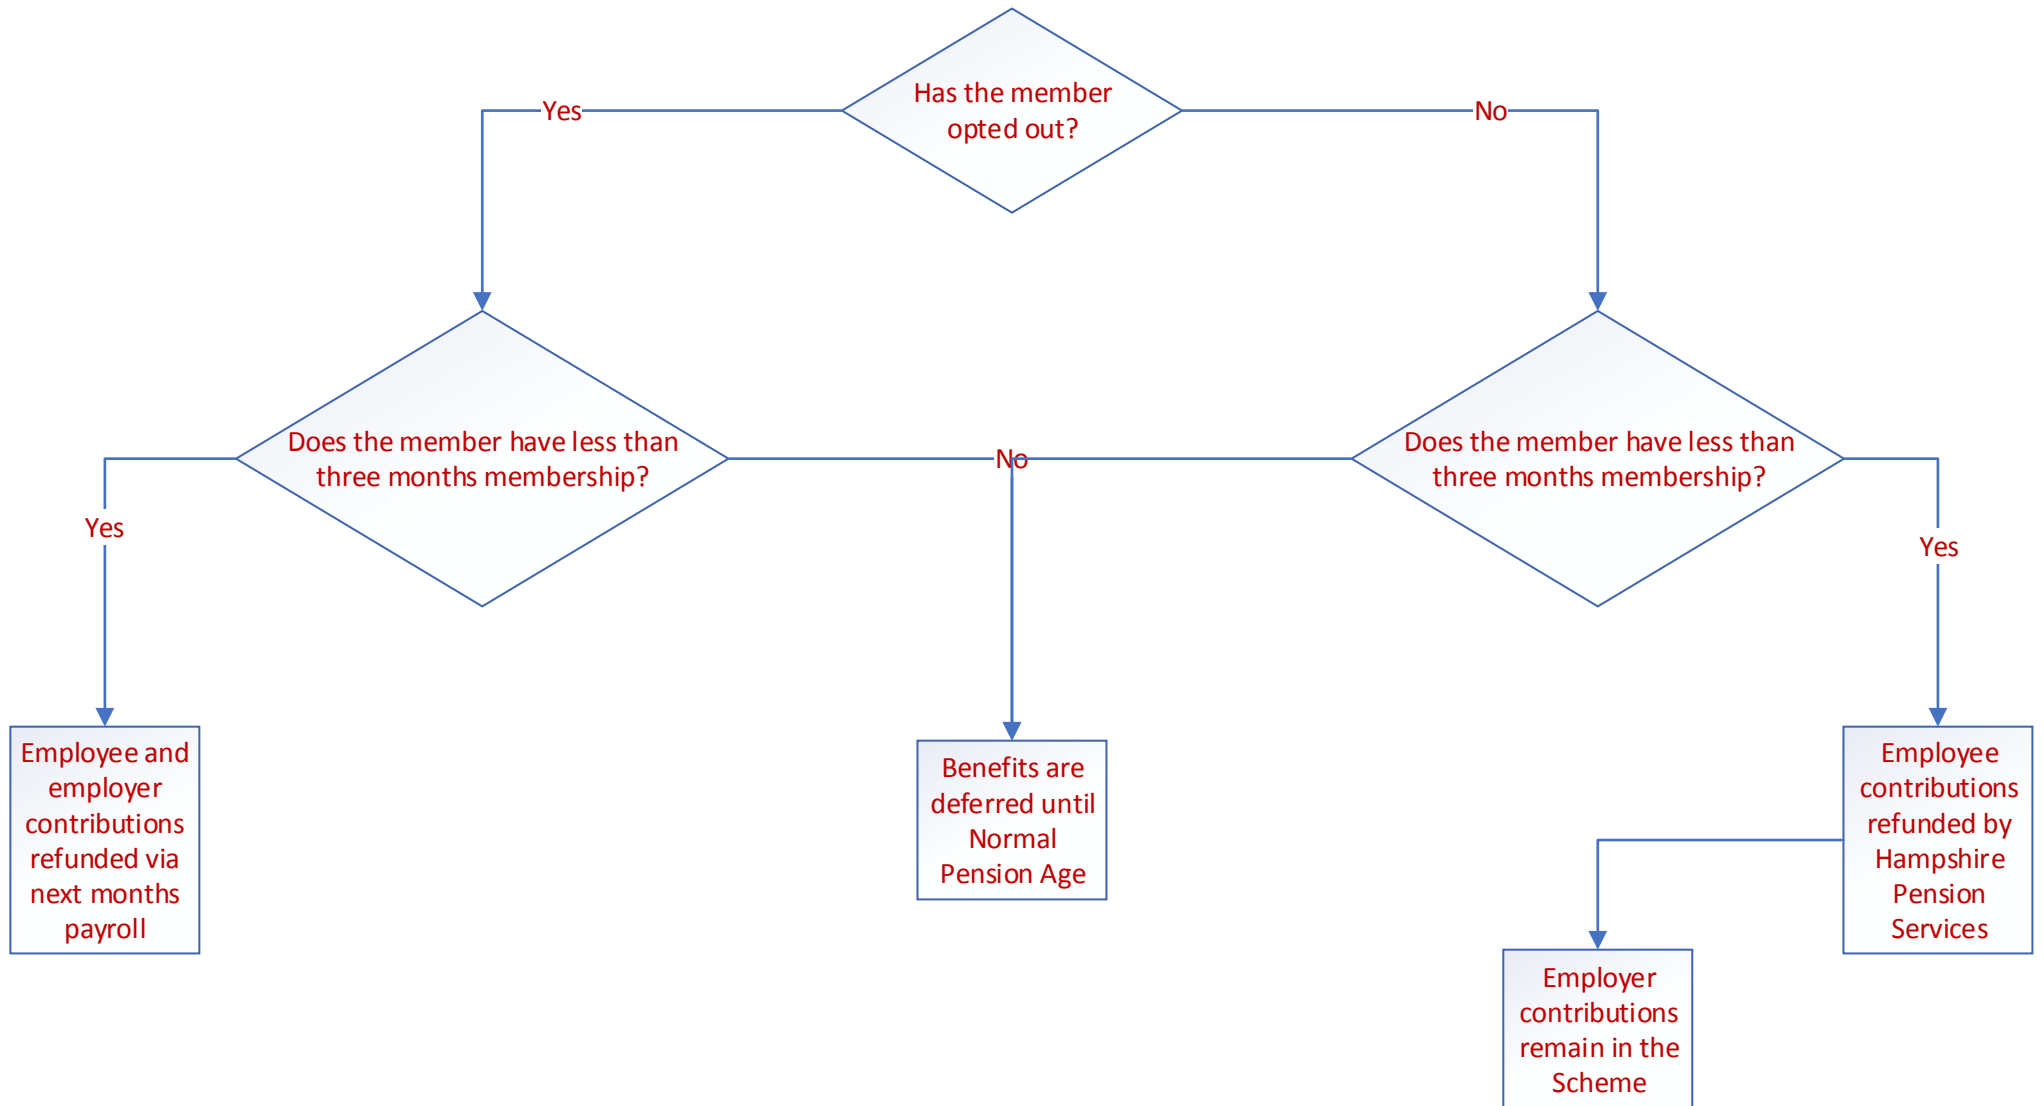 Has the member
opted out?
Yes
No
Does the member have less than
three months membership?
No
Does the member have less than
three months membership?
Yes
Yes
Employee and
employer
contributions
refunded via
next months
payroll
Benefits are
deferred until
Normal
Pension Age
Employee
contributions
refunded by
Hampshire
Pension
Services
Employer
contributions
remain in the
Scheme